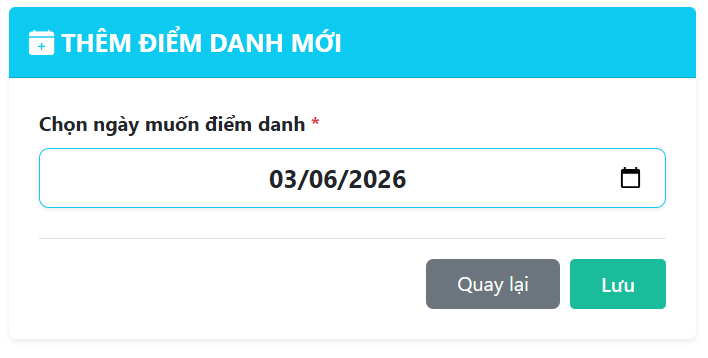 THÊM ĐIỂM DANH MỚI
Chọn ngày muốn điểm danh *
03/06/2026
Quay lại
Lưu